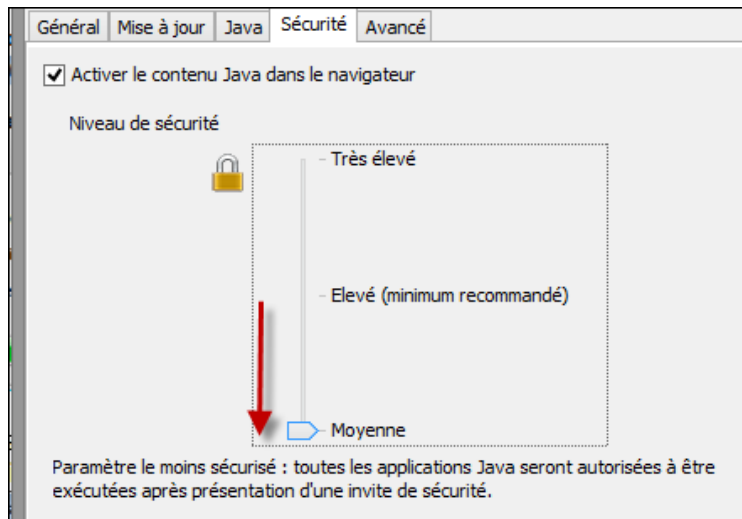 Général Mise à jour Java Sécurité Avancé
Activer le contenu Java dans le navigateur
Niveau de sécurité
Très élevé
Elevé (minimum recommandé)
Moyenne
Paramètre le moins sécurisé : toutes les applications Java seront autorisées à être
exécutées après présentation d'une invite de sécurité.